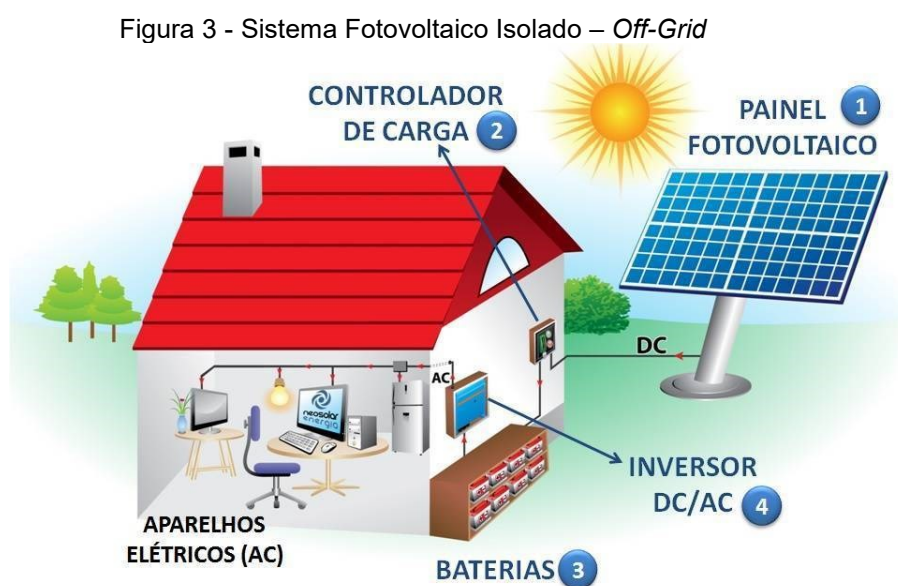 Figura 3 - Sistema Fotovoltaico Isolado – Off-Grid
CONTROLADOR
DE CARGA 2
PAINEL 1
FOTOVOLTAICO
DC
AC
neosolar
energia
INVERSOR
DC/AC 4
APARELHOS
ELÉTRICOS (AC)
BATERIAS 3